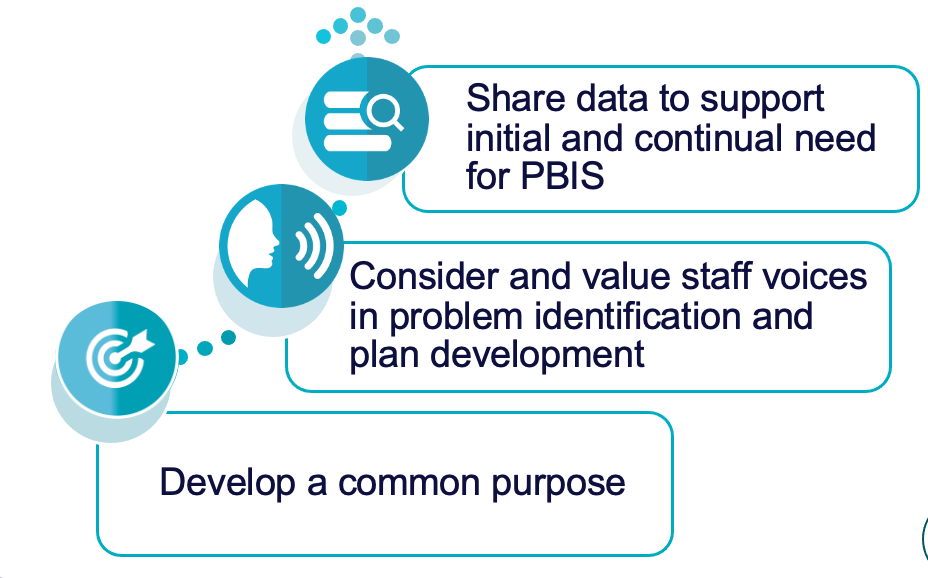 Share data to support
initial and continual need
for PBIS
Consider and value staff voices
in problem identification and
plan development
Develop a common purpose